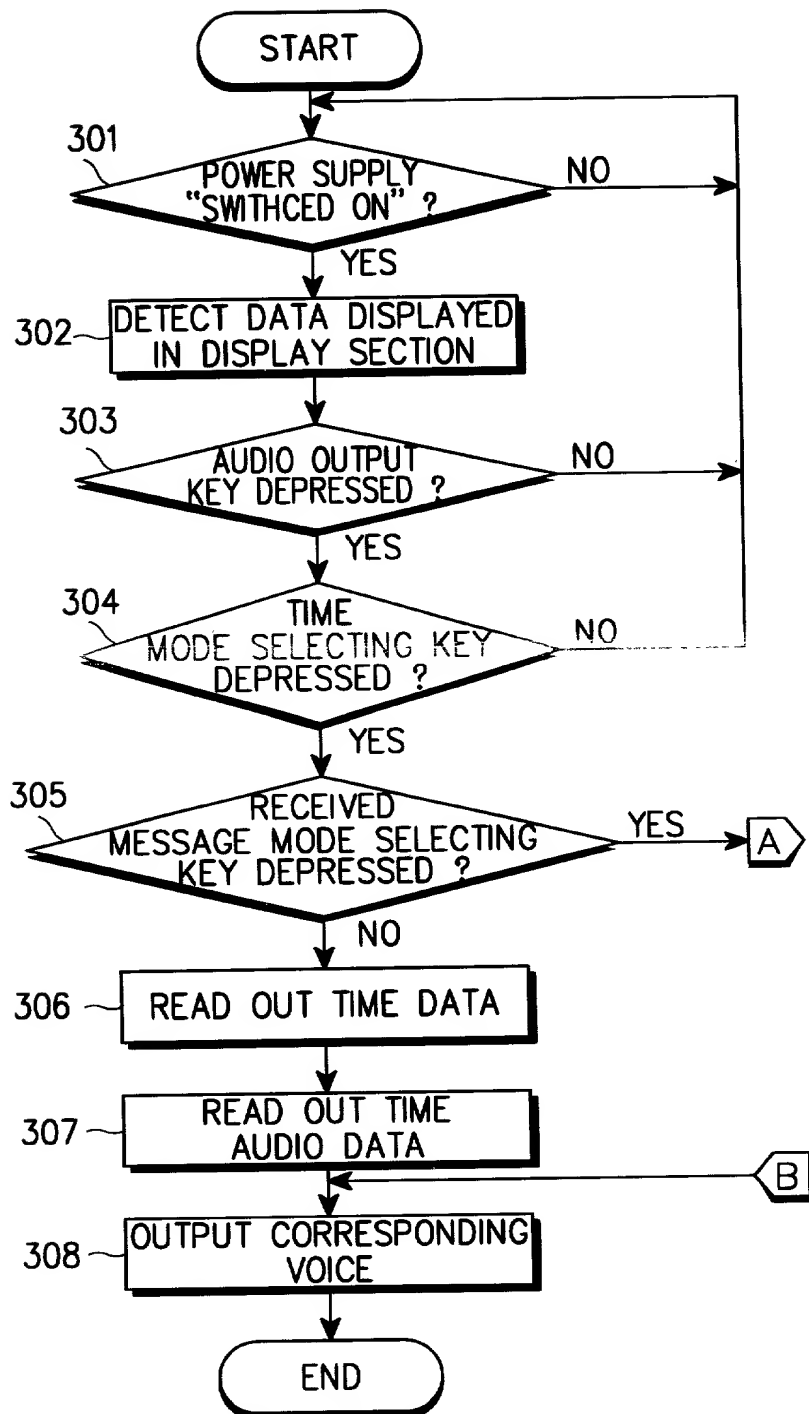 START
301
POWER SUPPLY
"SWITHCED ON" ?
NO
YES
302
DETECT DATA DISPLAYED
IN DISPLAY SECTION
303
AUDIO OUTPUT
KEY DEPRESSED ?
NO
YES
304
TIME
MODE SELECTING KEY
DEPRESSED ?
NO
YES
305
RECEIVED
MESSAGE MODE SELECTING
KEY DEPRESSED ?
YES
A
NO
306
READ OUT TIME DATA
307
READ OUT TIME
AUDIO DATA
B
308
OUTPUT CORRESPONDING
VOICE
END